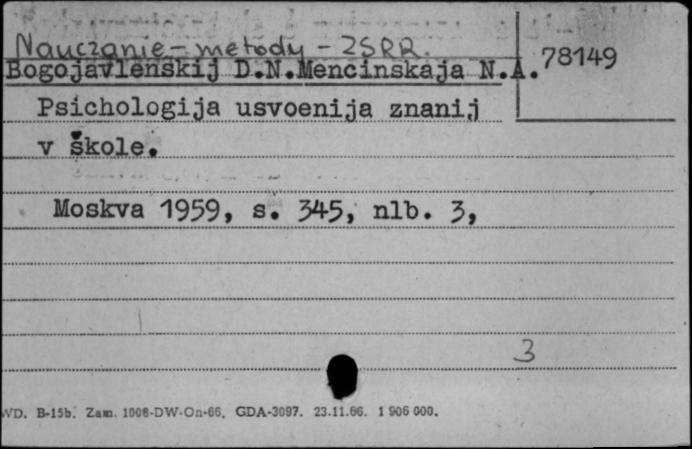 Nauczanie - metody - ZSRR.
Bogojavlenskij D.N.Mencinskaja N.A. 78149
Psichologija usvoenija znanij
v škole.
Moskva 1959, s. 345, nlb. 3,
3
WD. B-15b. Zam. 1006-DW-On-66. GDA-3097. 23.11.66. 1 906 000.